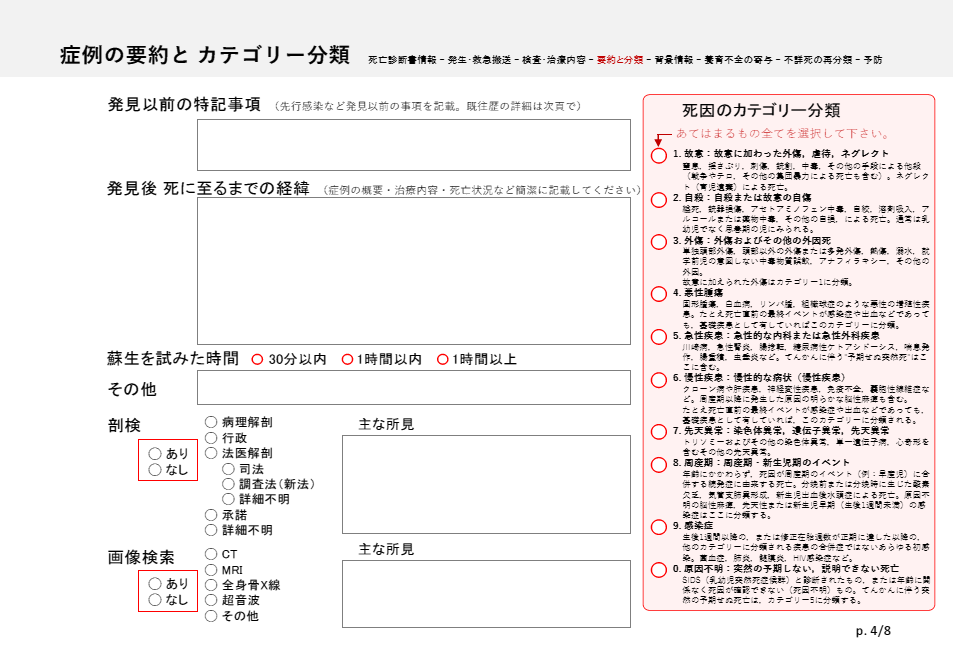 症例の要約と カテゴリー分類
死亡診断書情報 − 発生･救急搬送 − 検査･治療内容 − 要約と分類 − 背景情報 − 養育不全の寄与 − 不詳死の再分類 − 予防
発見以前の特記事項 （先行感染など発見以前の事項を記載。既往歴の詳細は次頁で）
発見後 死に至るまでの経緯 （症例の概要・治療内容・死亡状況など簡潔に記載してください）
蘇生を試みた時間 30分以内 1時間以内 1時間以上
その他
剖検
あり
なし
病理解剖
行政
法医解剖
司法
調査法（新法）
詳細不明
承諾
詳細不明
主な所見
画像検索
あり
なし
CT
MRI
全身骨X線
超音波
その他
主な所見
死因のカテゴリー分類
あてはまるもの全てを選択して下さい。
1. 故意：故意に加わった外傷，虐待，ネグレクト
窒息，揺さぶり，刺傷，銃創，中毒，その他の手段による他殺
（戦争やテロ，その他の集団暴力による死亡も含む）。ネグレク
ト（育児遺棄）による死亡。
2. 自殺：自殺または故意の自傷
縊死，銃器損傷，アセトアミノフェン中毒，自絞，溶剤吸入，ア
ルコールまたは薬物中毒，その他の自損，による死亡。通常は乳
幼児でなく思春期の児にみられる。
3. 外傷：外傷およびその他の外因死
単独頭部外傷，頭部以外の外傷または多発外傷，熱傷，溺水，就
学前児の意図しない中毒物質誤飲，アナフィラキシー，その他の
外因。
故意に加えられた外傷はカテゴリー1に分類。
4. 悪性腫瘍
固形腫瘍，白血病，リンパ腫，組織球症のような悪性の増殖性疾
患。たとえ死亡直前の最終イベントが感染症や出血などであって
も，基礎疾患として有していればこのカテゴリーに分類。
5. 急性疾患：急性的な内科または急性外科疾患
川崎病，急性腎炎，腸捻転，糖尿病性ケトアシドーシス，喘息発
作，腸重積，虫垂炎など。てんかんに伴う"予期せぬ突然死"はこ
こに含む。
6. 慢性疾患：慢性的な病状（慢性疾患）
クローン病や肝疾患，神経変性疾患，免疫不全，嚢胞性線維症な
ど。周産期以降に発生した原因の明らかな脳性麻痺も含む。
たとえ死亡直前の最終イベントが感染症や出血などであっても，
基礎疾患として有していれば，このカテゴリーに分類される。
7. 先天異常：染色体異常，遺伝子異常，先天異常
トリソミーおよびその他の染色体異常，単一遺伝子病，心奇形を
含むその他の先天異常。
8. 周産期：周産期・新生児期のイベント
年齢にかかわらず，死因が周産期のイベント（例：早産児）に合
併する続発症に由来する死亡。分娩前または分娩時に生じた酸素
欠乏，気管支肺異形成，新生児出血後水頭症による死亡。原因不
明の脳性麻痺，先天性または新生児早期（生後1週間未満）の感
染症はここに分類する。
9. 感染症
生後1週間以降の，または修正在胎週数が正期に達した以降の，
他のカテゴリーに分類される疾患の合併症ではないあらゆる初感
染。菌血症，肺炎，髄膜炎，HIV感染症など。
0. 原因不明：突然の予期しない，説明できない死亡
SIDS（乳幼児突然死症候群）と診断されたもの，または年齢に関
係なく死因が確認できない（死因不明）もの。てんかんに伴う突
然の予期せぬ死亡は，カテゴリー5に分類する。
p. 4/8